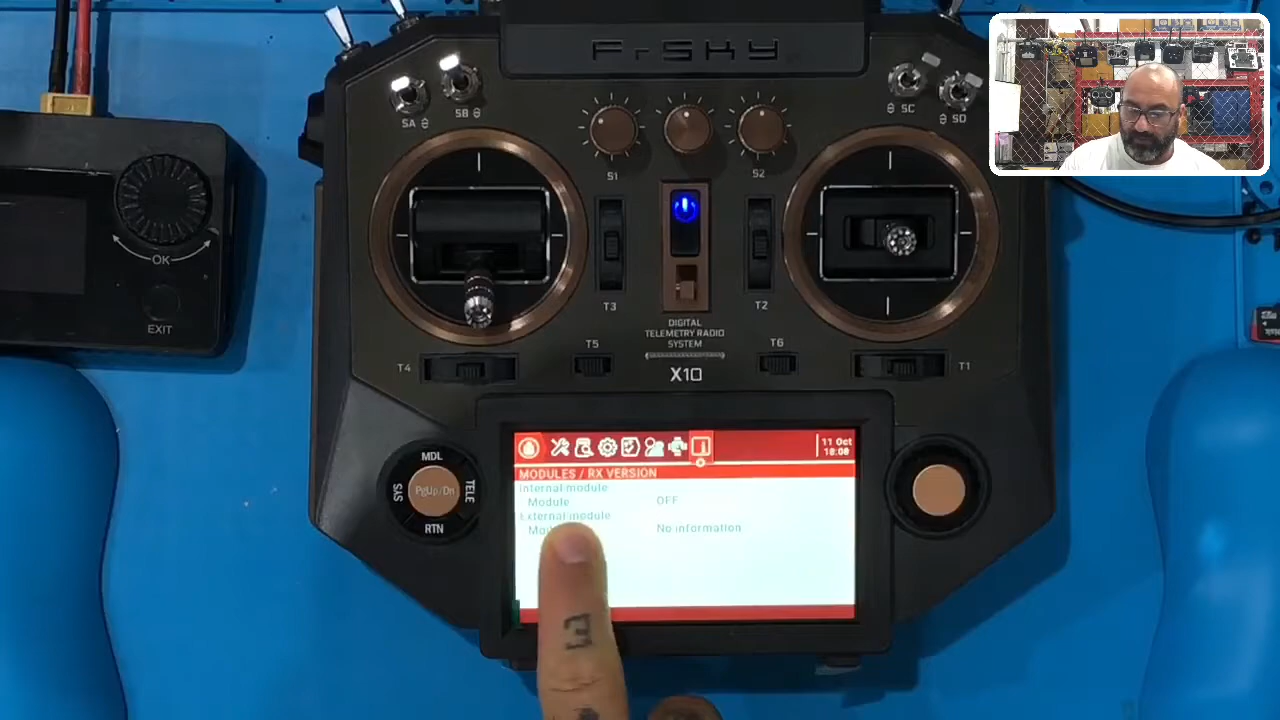 FrSKY
SA
SB
SC
SD
S1
S2
OK
EXIT
T3
T2
DIGITAL
TELEMETRY RADIO
SYSTEM
T4
T5
T6
T1
X10
MDL
SYS
PgUp/Dn
TELE
RTN
11 Oct
18:08
MODULES / RX VERSION
Internal module
Module OFF
External module
No information